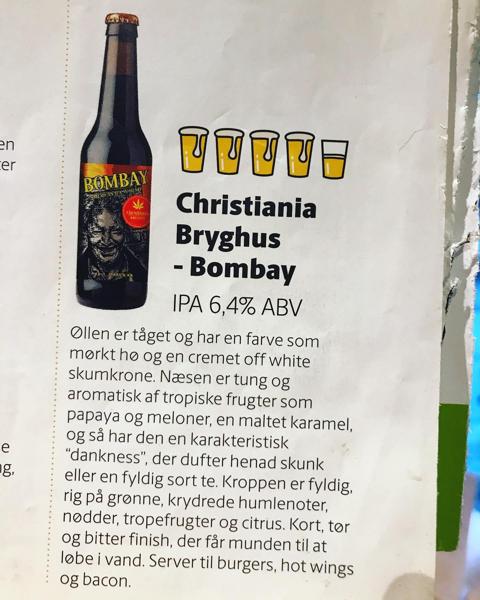 en
ter
BOMBAY
Christiania
Bryghus
- Bombay
IPA 6,4% ABV
Øllen er tåget og har en farve som
mørkt hø og en cremet off white
skumkrone. Næsen er tung og
aromatisk af tropiske frugter som
papaya og meloner, en maltet karamel,
og så har den en karakteristisk
“dankness”, der dufter henad skunk
eller en fyldig sort te. Kroppen er fyldig,
rig på grønne, krydrede humlenoter,
nødder, tropefrugter og citrus. Kort, tør
og bitter finish, der får munden til at
løbe i vand. Server til burgers, hot wings
og bacon.
e
g,